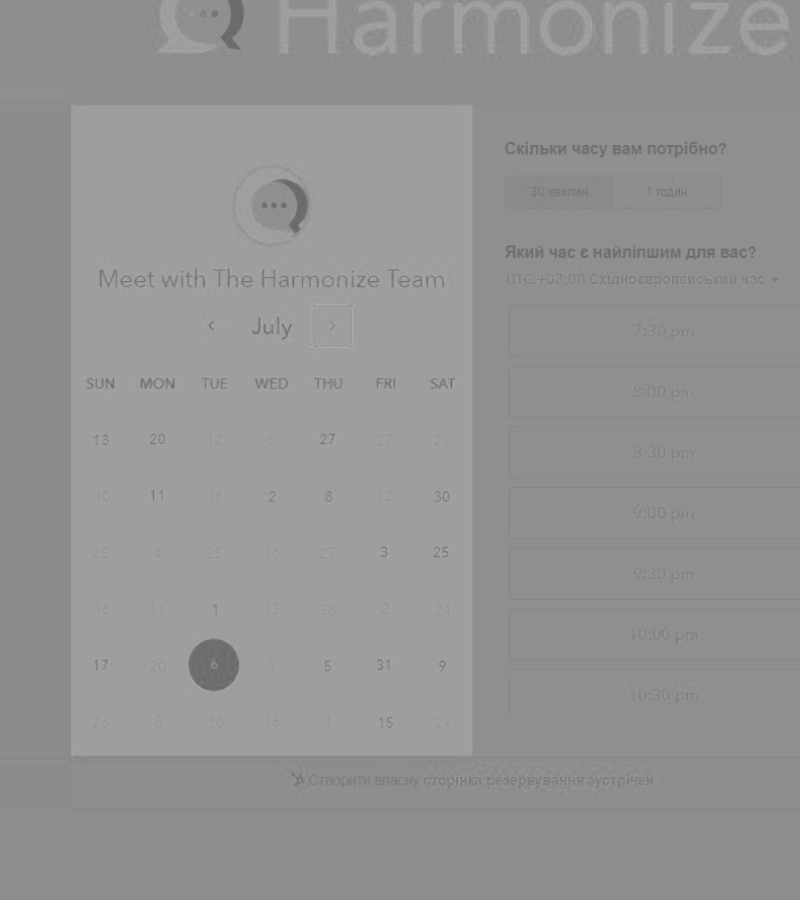 Harmonize
Meet with The Harmonize Team
July
SUN MON TUE WED THU FRI SAT
13 20 12 6 27 27 21
10 11 16 2 8 12 30
25 4 25 16 27 3 25
16 11 1 13 28 2 24
17 20 6 1 5 31 9
26 8 30 16 1 15 29
Скільки часу вам потрібно?
30 хвилин 1 годин
Який час є найліпшим для вас?
UTC +03:00 Східноєвропейський час
7:30 pm
8:00 pm
8:30 pm
9:00 pm
9:30 pm
10:00 pm
10:30 pm
Створити власну сторінка резервування зустрічей